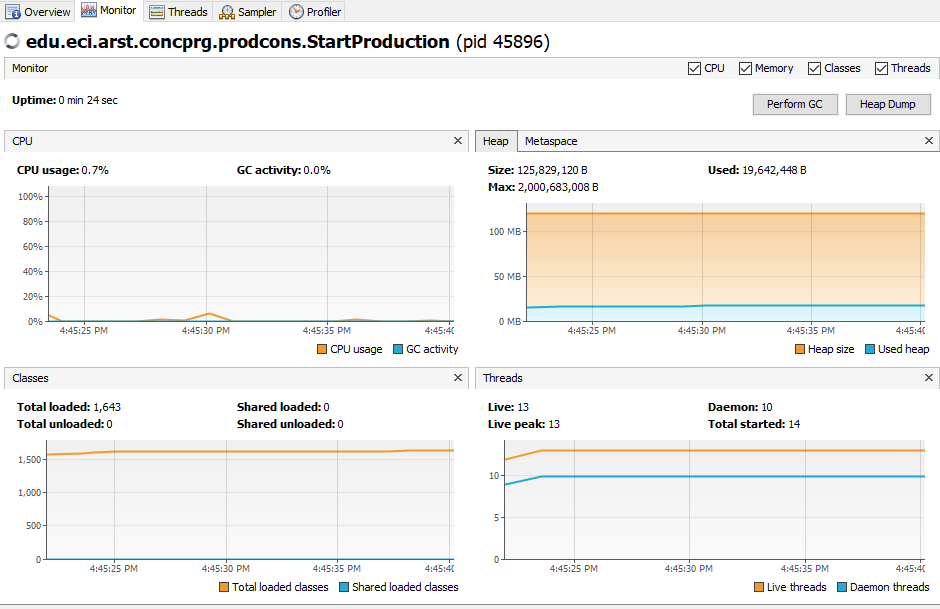 Overview Monitor Threads Sampler Profiler
edu.eci.arst.concprg.prodcons.StartProduction (pid 45896)
Monitor CPU Memory Classes Threads
Uptime: 0 min 24 sec
Perform GC Heap Dump
CPU
CPU usage: 0.7% GC activity: 0.0%
100%
80%
60%
40%
20%
0%
4:45:25 PM 4:45:30 PM 4:45:35 PM 4:45:40
CPU usage GC activity
Heap Metaspace
Size: 125,829,120 B Used: 19,642,448 B
Max: 2,000,683,008 B
100 MB
50 MB
0 MB
4:45:25 PM 4:45:30 PM 4:45:35 PM 4:45:40
Heap size Used heap
Classes
Total loaded: 1,643 Shared loaded: 0
Total unloaded: 0 Shared unloaded: 0
1,500
1,000
500
0
4:45:25 PM 4:45:30 PM 4:45:35 PM 4:45:40
Total loaded classes Shared loaded classes
Threads
Live: 13 Daemon: 10
Live peak: 13 Total started: 14
10
5
0
4:45:25 PM 4:45:30 PM 4:45:35 PM 4:45:40
Live threads Daemon threads